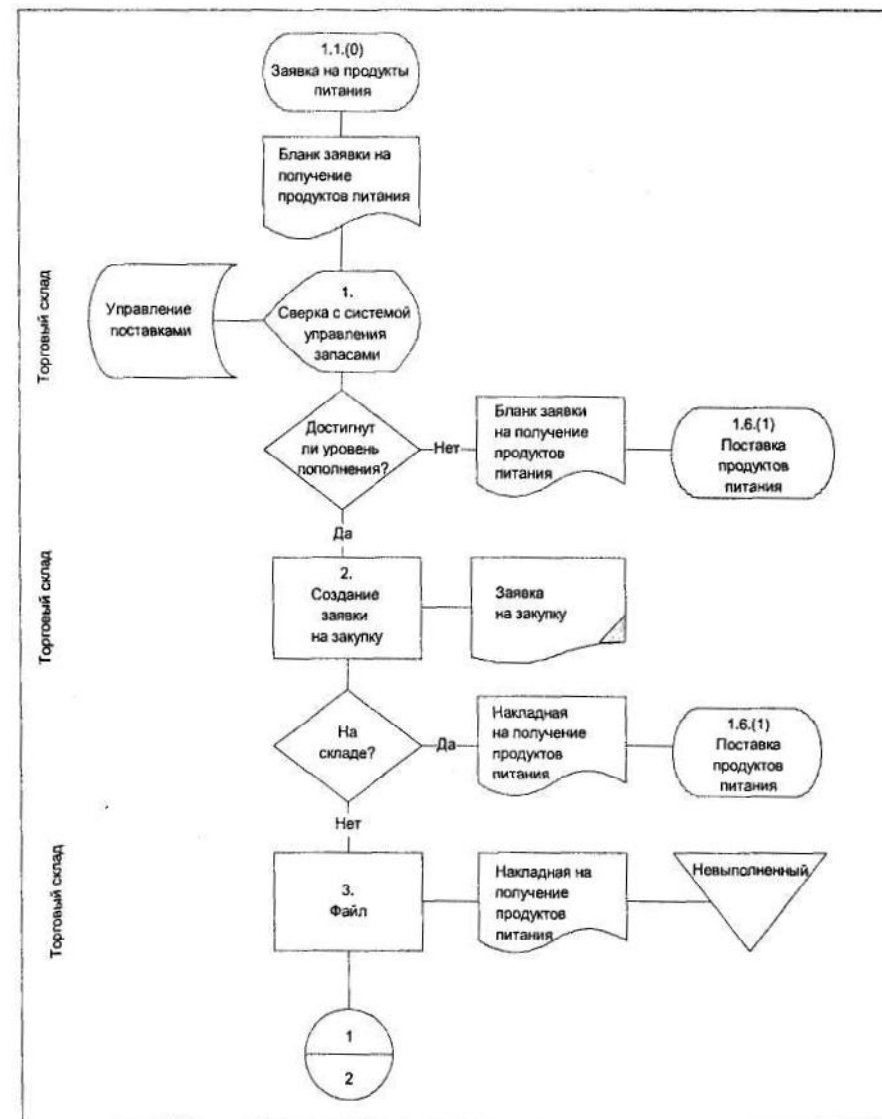 1.1.(0)
Заявка на продукты
питания
Бланк заявки на
получение
продуктов питания
Торговый склад
Управление
поставками
1.
Сверка с системой
управления
запасами
Достигнут
ли уровень
пополнения?
Нет
Бланк заявки
на получение
продуктов
питания
1.6.(1)
Поставка
продуктов
питания
Да
Торговый склад
2.
Создание
заявки
на закупку
Заявка
на закупку
На
складе?
Да
Накладная
на получение
продуктов
питания
1.6.(1)
Поставка
продуктов
питания
Нет
Торговый склад
3.
Файл
Накладная на
получение
продуктов
питания
Невыполненный
1
2